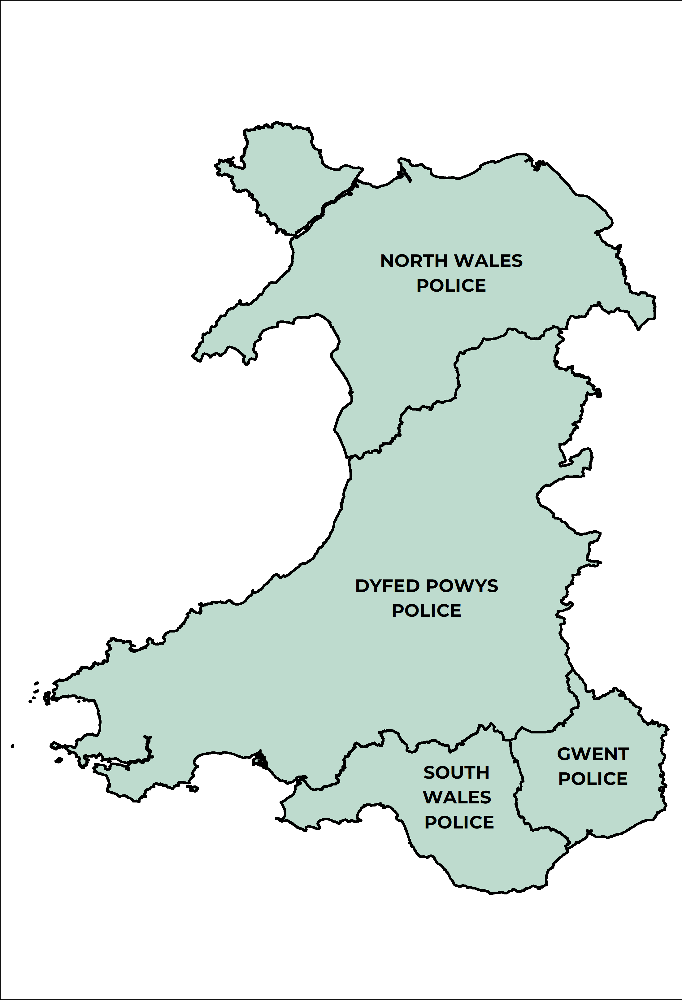 NORTH WALES
POLICE
DYFED POWYS
POLICE
GWENT
POLICE
SOUTH
WALES
POLICE